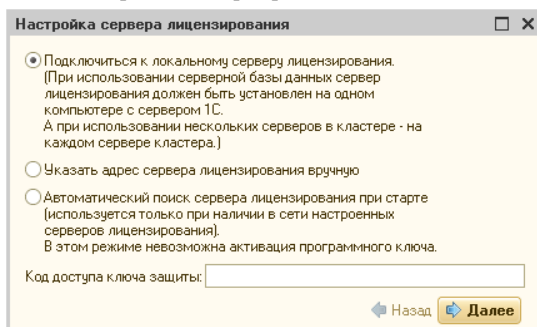 Настройка сервера лицензирования
Подключиться к локальному серверу лицензирования.
(При использовании серверной базы данных сервер
лицензирования должен быть установлен на одном
компьютере с сервером 1С.
А при использовании нескольких серверов в кластере - на
каждом сервере кластера.)
Указать адрес сервера лицензирования вручную
Автоматический поиск сервера лицензирования при старте
(используется только при наличии в сети настроенных
серверов лицензирования).
В этом режиме невозможна активация программного ключа.
Код доступа ключа защиты:
Назад Далее